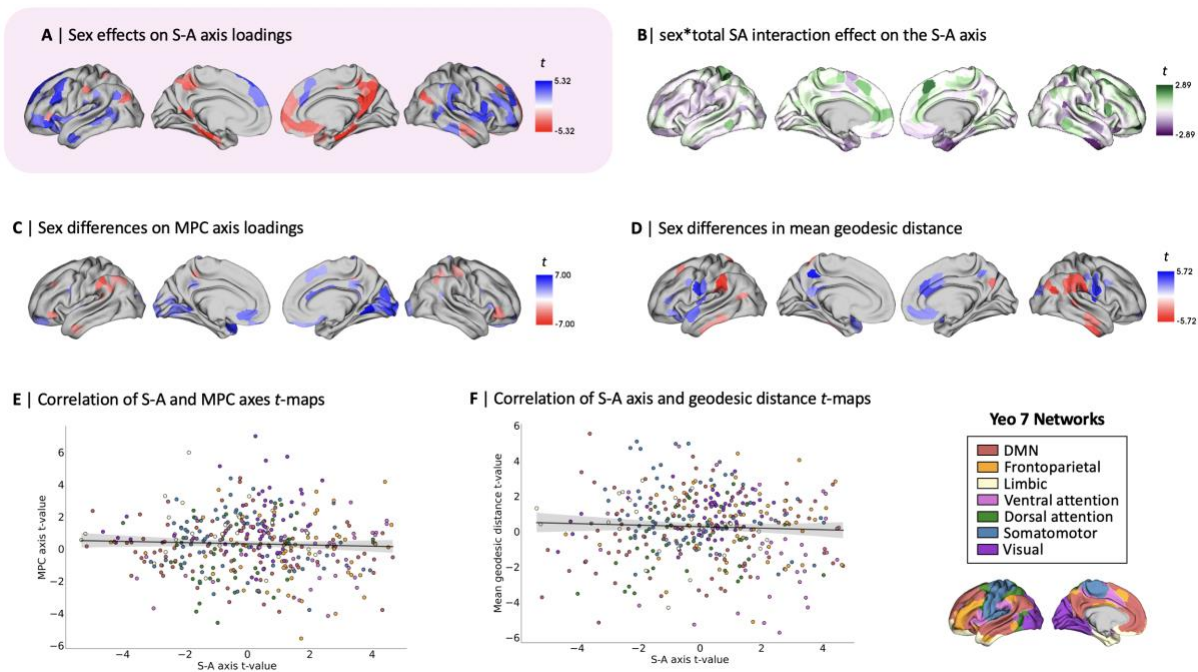 A | Sex effects on S-A axis loadings
t
5.32
-5.32
B| sex*total SA interaction effect on the S-A axis
t
2.89
-2.89
C | Sex differences on MPC axis loadings
t
7.00
-7.00
D | Sex differences in mean geodesic distance
t
5.72
-5.72
E | Correlation of S-A and MPC axes t-maps
MPC axis t-value
6
4
2
0
−2
−4
−6
−4
−2
0
2
4
S-A axis t-value
F | Correlation of S-A axis and geodesic distance t-maps
Mean geodesic distance t-value
6
4
2
0
−2
−4
−6
−4
−2
0
2
4
S-A axis t-value
Yeo 7 Networks
DMN
Frontoparietal
Limbic
Ventral attention
Dorsal attention
Somatomotor
Visual